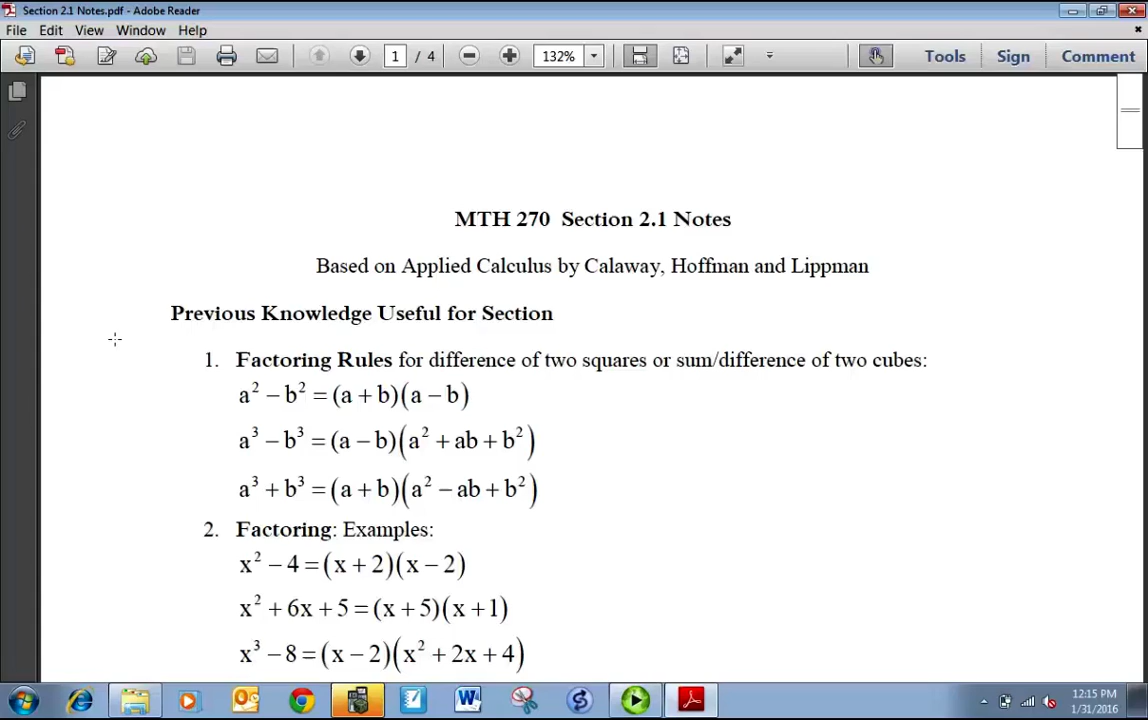 Section 2.1 Notes.pdf - Adobe Reader
File Edit View Window Help
1 / 4 132% Tools Sign Comment
MTH 270 Section 2.1 Notes
Based on Applied Calculus by Calaway, Hoffman and Lippman
Previous Knowledge Useful for Section
1. Factoring Rules for difference of two squares or sum/difference of two cubes:
a² − b² = (a + b)(a − b)
a³ − b³ = (a − b)(a² + ab + b²)
a³ + b³ = (a + b)(a² − ab + b²)
2. Factoring: Examples:
x² − 4 = (x + 2)(x − 2)
x² + 6x + 5 = (x + 5)(x + 1)
x³ − 8 = (x − 2)(x² + 2x + 4)
12:15 PM
1/31/2016